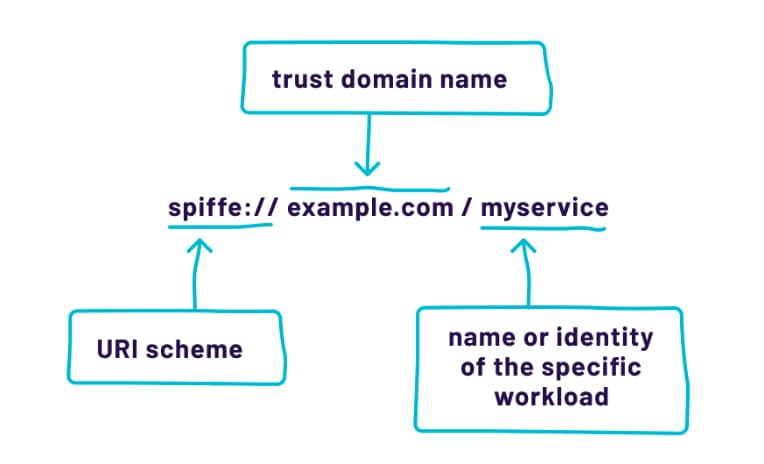 trust domain name
spiffe:// example.com / myservice
URI scheme
name or identity
of the specific
workload